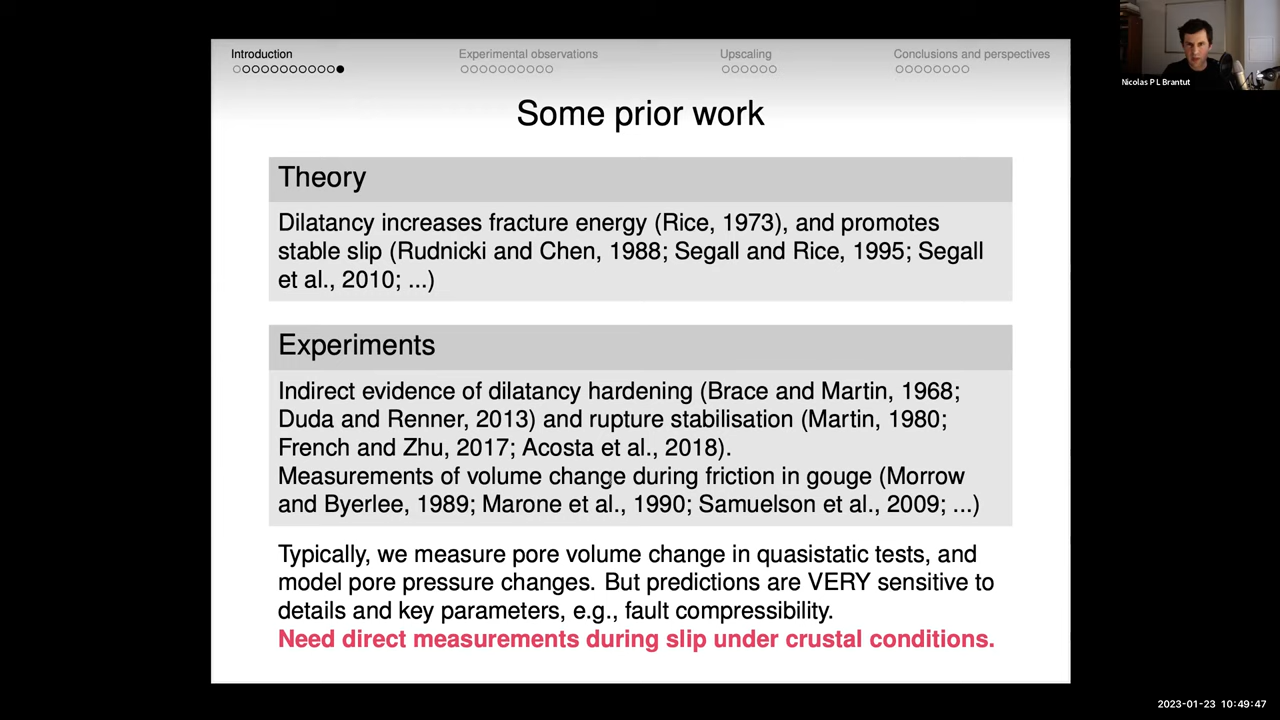 Introduction
Experimental observations
Upscaling
Conclusions and perspectives
Nicolas P L Brantut
Some prior work
Theory
Dilatancy increases fracture energy (Rice, 1973), and promotes
stable slip (Rudnicki and Chen, 1988; Segall and Rice, 1995; Segall
et al., 2010; ...)
Experiments
Indirect evidence of dilatancy hardening (Brace and Martin, 1968;
Duda and Renner, 2013) and rupture stabilisation (Martin, 1980;
French and Zhu, 2017; Acosta et al., 2018).
Measurements of volume change during friction in gouge (Morrow
and Byerlee, 1989; Marone et al., 1990; Samuelson et al., 2009; ...)
Typically, we measure pore volume change in quasistatic tests, and
model pore pressure changes. But predictions are VERY sensitive to
details and key parameters, e.g., fault compressibility.
Need direct measurements during slip under crustal conditions.
2023-01-23 10:49:47